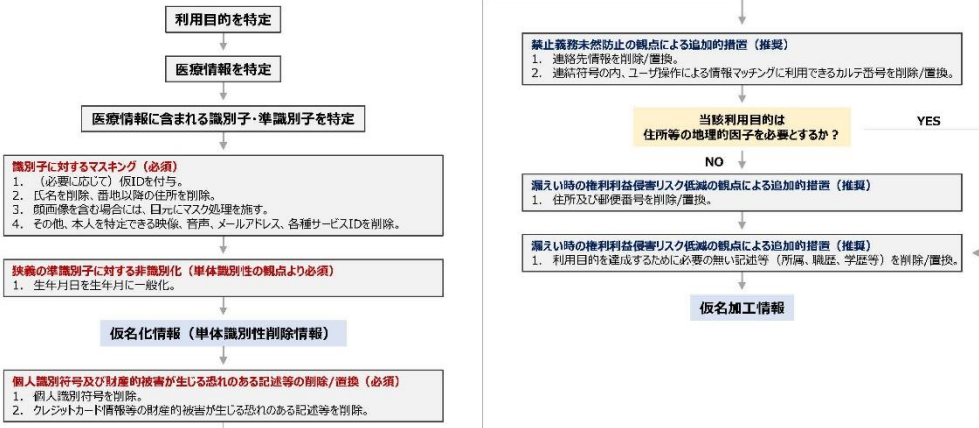 利用目的を特定
医療情報を特定
医療情報に含まれる識別子・準識別子を特定
識別子に対するマスキング（必須）
1. （必要に応じて）仮IDを付与。
2. 氏名を削除、番地以降の住所を削除。
3. 顔画像を含む場合には、目元にマスク処理を施す。
4. その他、本人を特定できる映像、音声、メールアドレス、各種サービスIDを削除。
狭義の準識別子に対する非識別化（単体識別性の観点より必須）
1. 生年月日を生年月に一般化。
仮名化情報（単体識別性削除情報）
個人識別符号及び財産的被害が生じる恐れのある記述等の削除/置換（必須）
1. 個人識別符号を削除。
2. クレジットカード情報等の財産的被害が生じる恐れのある記述等を削除。
禁止義務未然防止の観点による追加的措置（推奨）
1. 連絡先情報を削除/置換。
2. 連結符号の内、ユーザ操作による情報マッチングに利用できるカルテ番号を削除/置換。
当該利用目的は
住所等の地理的因子を必要とするか？
YES
NO
漏えい時の権利利益侵害リスク低減の観点による追加的措置（推奨）
1. 住所及び郵便番号を削除/置換。
漏えい時の権利利益侵害リスク低減の観点による追加的措置（推奨）
1. 利用目的を達成するために必要の無い記述等（所属、職歴、学歴等）を削除/置換。
仮名加工情報